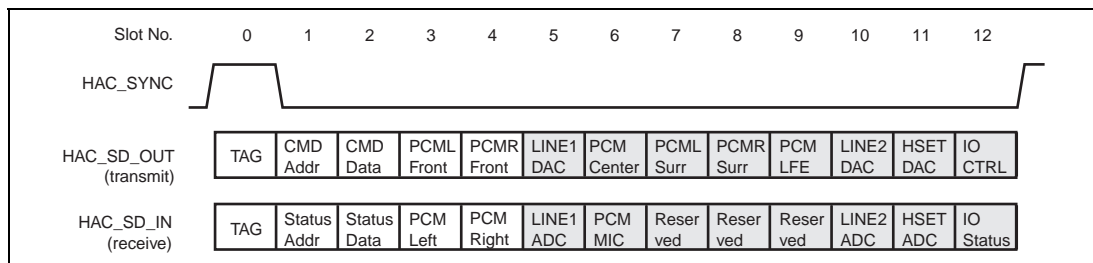 Slot No. 0 1 2 3 4 5 6 7 8 9 10 11 12
HAC_SYNC
HAC_SD_OUT
(transmit)
TAG
CMD
Addr
CMD
Data
PCML
Front
PCMR
Front
LINE1
DAC
PCM
Center
PCML
Surr
PCMR
Surr
PCM
LFE
LINE2
DAC
HSET
DAC
IO
CTRL
HAC_SD_IN
(receive)
TAG
Status
Addr
Status
Data
PCM
Left
PCM
Right
LINE1
ADC
PCM
MIC
Reser
ved
Reser
ved
Reser
ved
LINE2
ADC
HSET
ADC
IO
Status